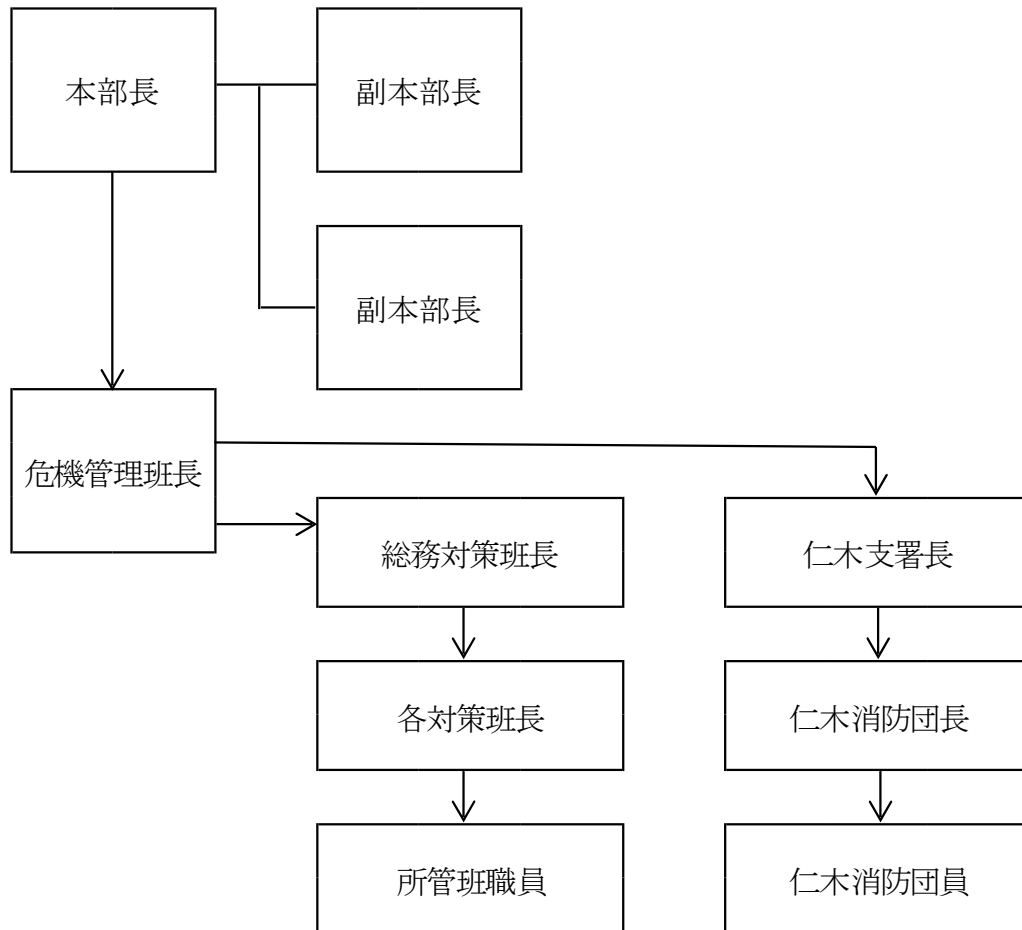 本部長
副本部長
副本部長
危機管理班長
総務対策班長
仁木支署長
各対策班長
仁木消防団長
所管班職員
仁木消防団員